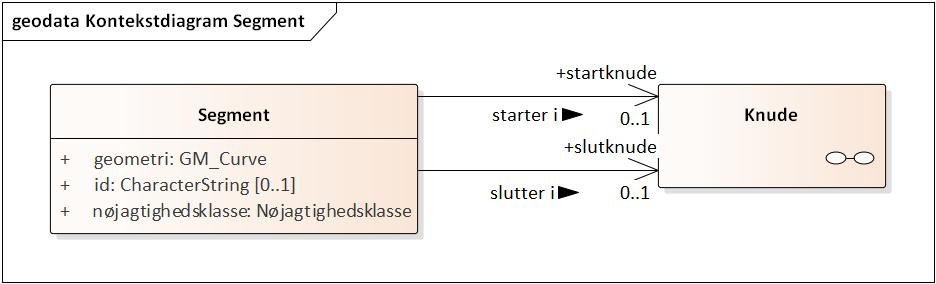 geodata Kontekstdiagram Segment
Segment
+ geometri: GM_Curve
+ id: CharacterString [0..1]
+ nøjagtighedsklasse: Nøjagtighedsklasse
+startknude
starter i
0..1
+slutknude
slutter i
0..1
Knude